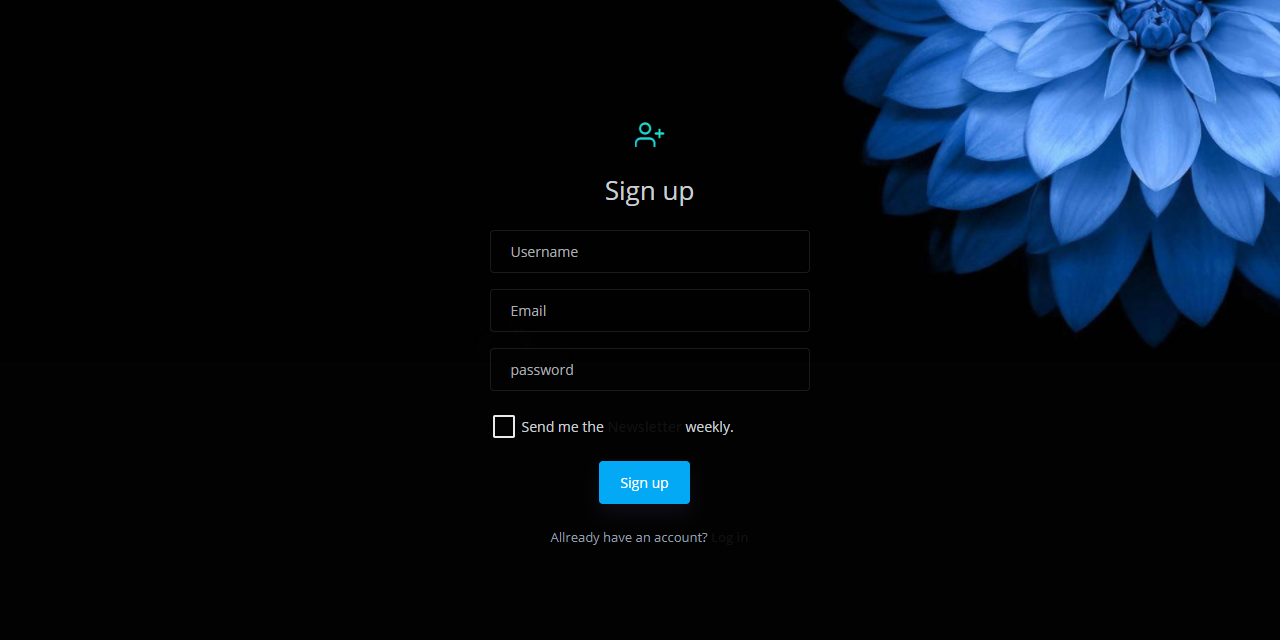 Sign up
Username
Email
password
Send me the Newsletter weekly.
Sign up
Allready have an account? Log in